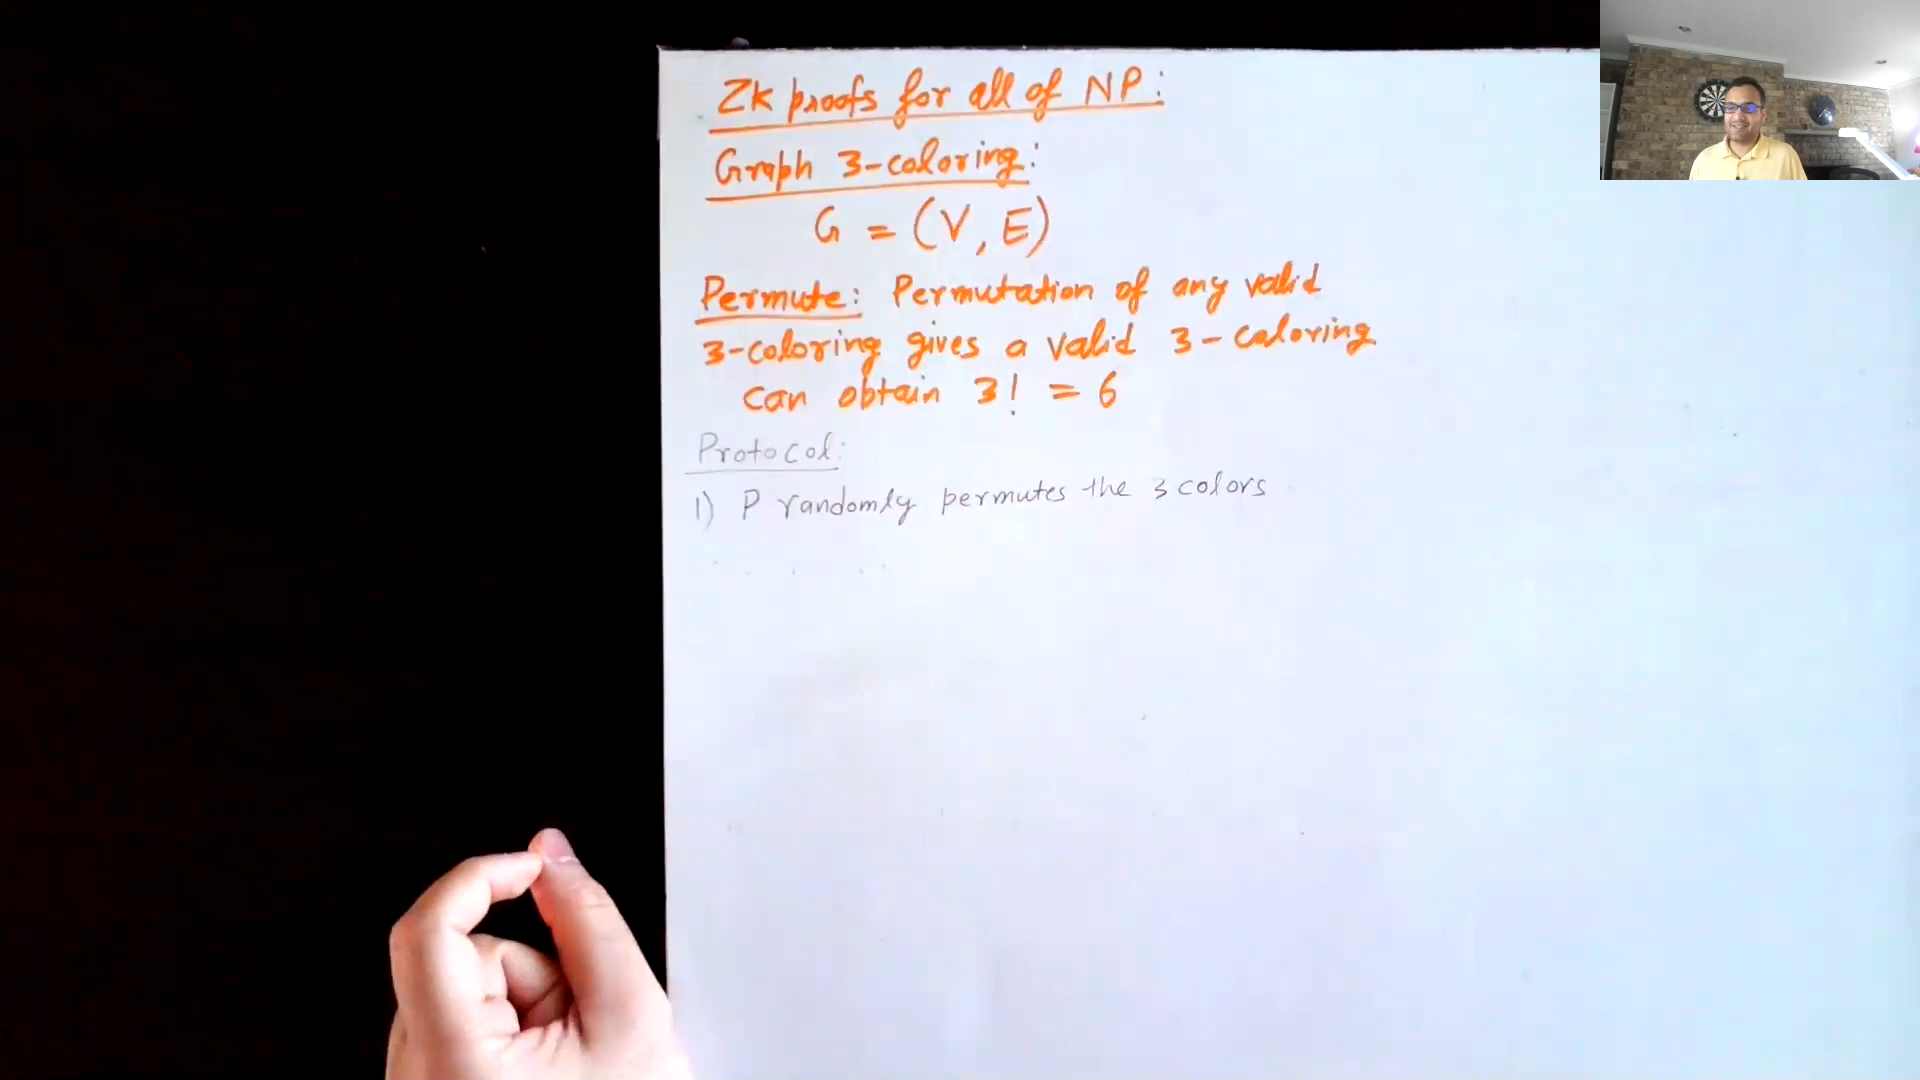 Zk proofs for all of NP:
Graph 3-coloring:
G = (V, E)
Permute: Permutation of any valid
3-coloring gives a valid 3-coloring
can obtain 3! = 6
Protocol:
1) P randomly permutes the 3 colors